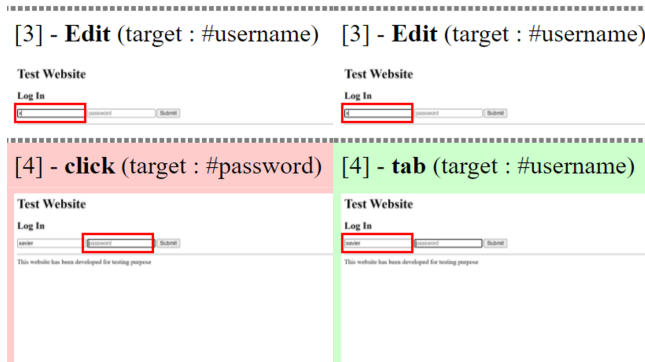 [3] - Edit (target : #username)
Test Website
Log In
x password Submit
[3] - Edit (target : #username)
Test Website
Log In
x password Submit
[4] - click (target : #password)
Test Website
Log In
xavier password Submit
This website has been developed for testing purpose
[4] - tab (target : #username)
Test Website
Log In
xavier password Submit
This website has been developed for testing purpose